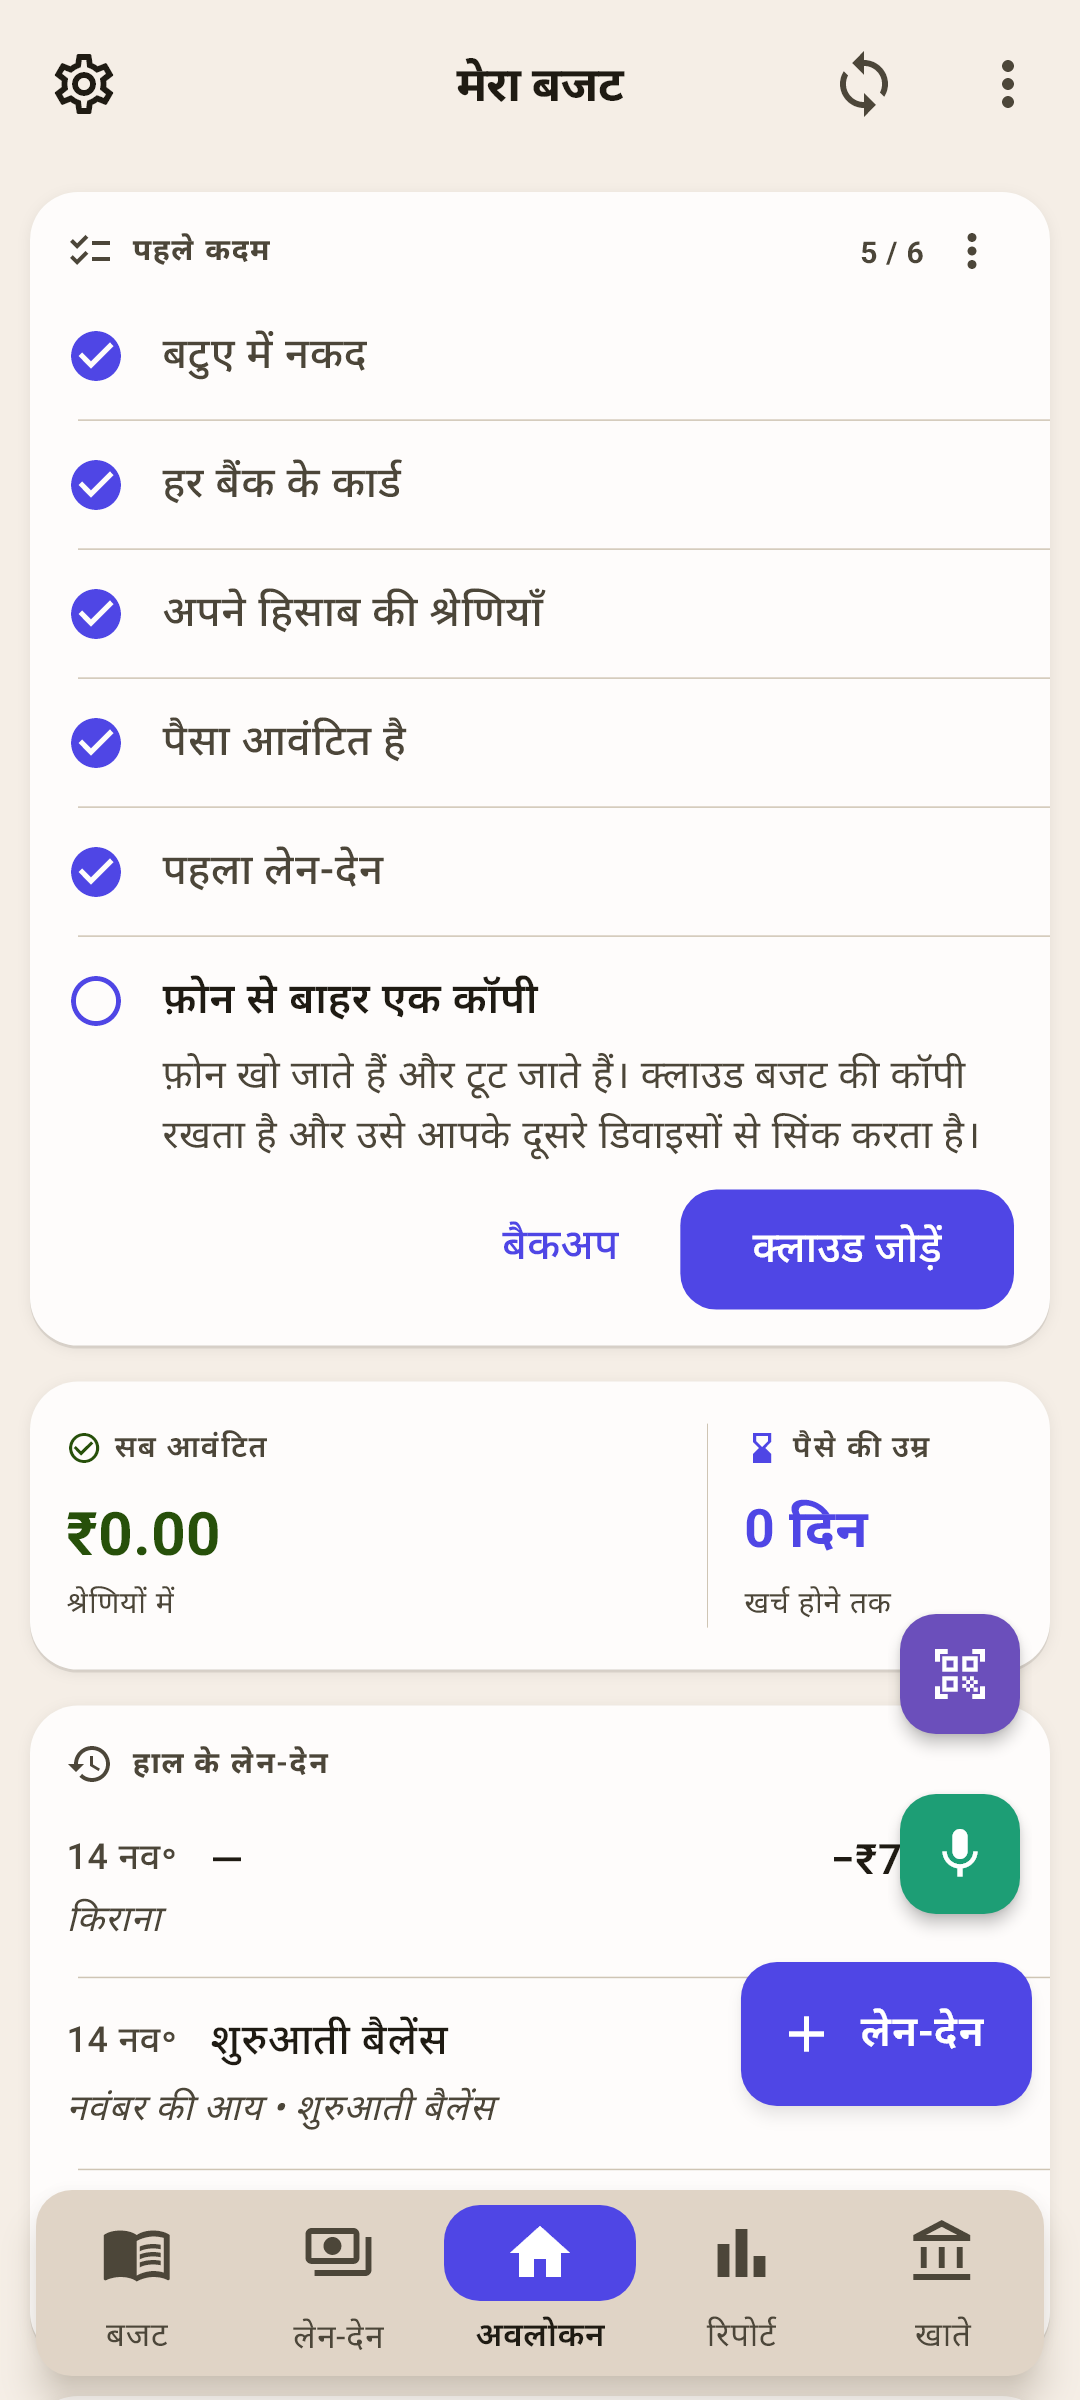 मेरा बजट
पहले कदम
5 / 6
बटुए में नकद
हर बैंक के कार्ड
अपने हिसाब की श्रेणियाँ
पैसा आवंटित है
पहला लेन-देन
फ़ोन से बाहर एक कॉपी
फ़ोन खो जाते हैं और टूट जाते हैं। क्लाउड बजट की कॉपी
रखता है और उसे आपके दूसरे डिवाइसों से सिंक करता है।
बैकअप
क्लाउड जोड़ें
सब आवंटित
₹0.00
श्रेणियों में
पैसे की उम्र
0 दिन
खर्च होने तक
हाल के लेन-देन
14 नव॰ — −₹7
किराना
14 नव॰ शुरुआती बैलेंस
नवंबर की आय • शुरुआती बैलेंस
लेन-देन
बजट
लेन-देन
अवलोकन
रिपोर्ट
खाते